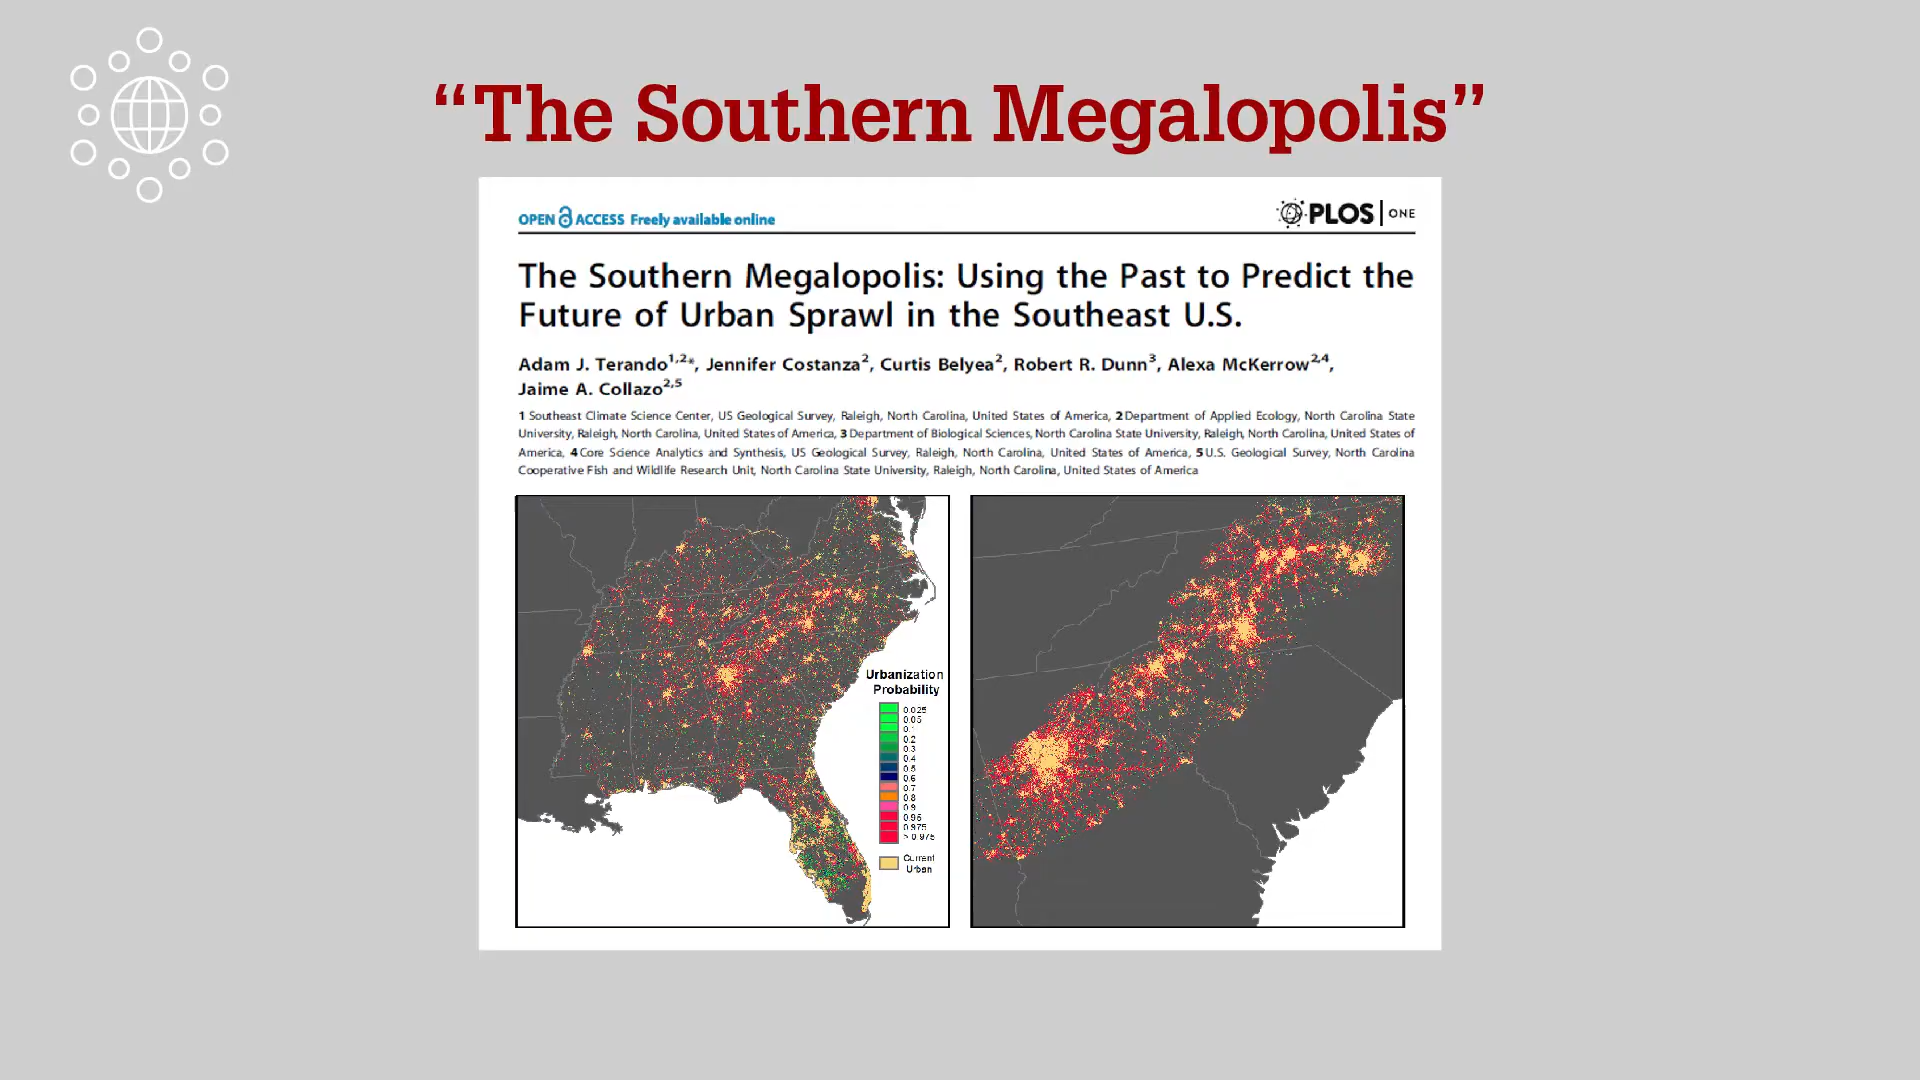 “The Southern Megalopolis”
OPEN ACCESS Freely available online
PLOS | ONE
The Southern Megalopolis: Using the Past to Predict the
Future of Urban Sprawl in the Southeast U.S.
Adam J. Terando1,2*, Jennifer Costanza2, Curtis Belyea2, Robert R. Dunn3, Alexa McKerrow2,4,
Jaime A. Collazo2,5
1 Southeast Climate Science Center, US Geological Survey, Raleigh, North Carolina, United States of America, 2 Department of Applied Ecology, North Carolina State
University, Raleigh, North Carolina, United States of America, 3 Department of Biological Sciences, North Carolina State University, Raleigh, North Carolina, United States of
America, 4 Core Science Analytics and Synthesis, US Geological Survey, Raleigh, North Carolina, United States of America, 5 U.S. Geological Survey, North Carolina
Cooperative Fish and Wildlife Research Unit, North Carolina State University, Raleigh, North Carolina, United States of America
Urbanization
Probability
0.025
0.05
0.1
0.2
0.3
0.4
0.5
0.6
0.7
0.8
0.9
0.95
0.975
> 0.975
Current
Urban